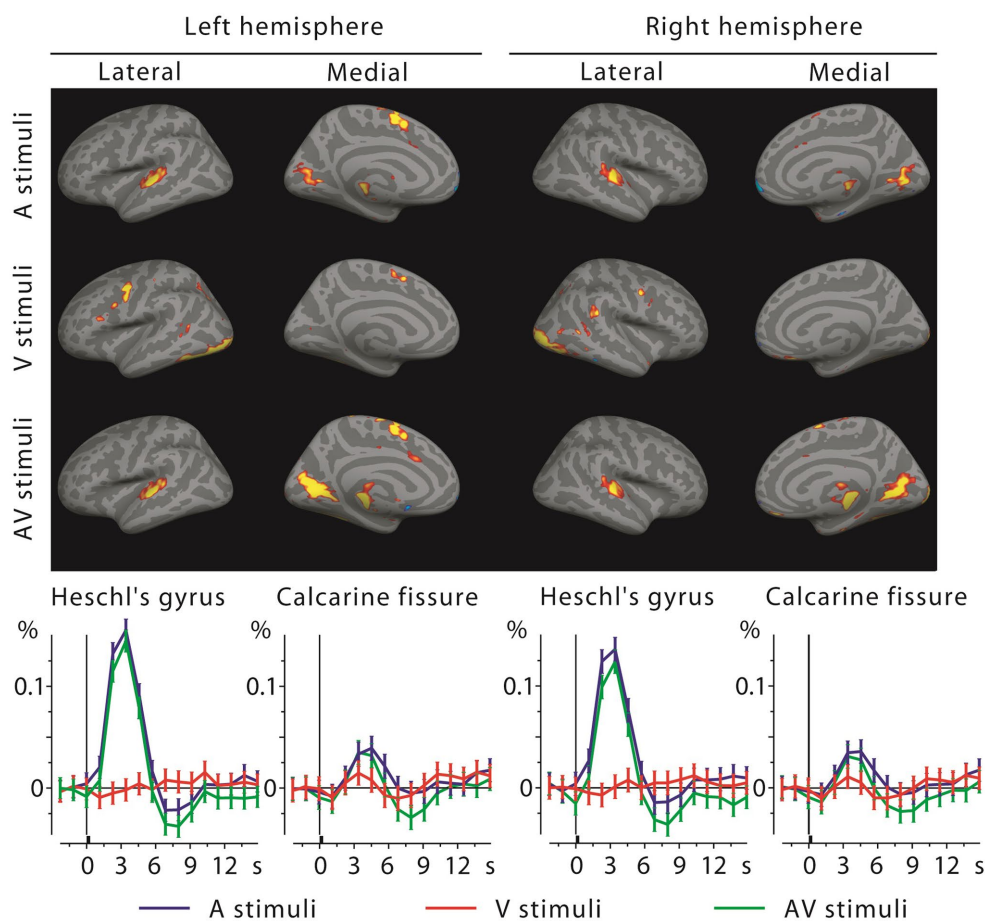 Left hemisphere Right hemisphere
Lateral Medial Lateral Medial
A stimuli
V stimuli
AV stimuli
Heschl's gyrus Calcarine fissure Heschl's gyrus Calcarine fissure
% % % %
0.1 0.1 0.1 0.1
0 0 0 0
0 3 6 9 12 s 0 3 6 9 12 s 0 3 6 9 12 s 0 3 6 9 12 s
A stimuli V stimuli AV stimuli